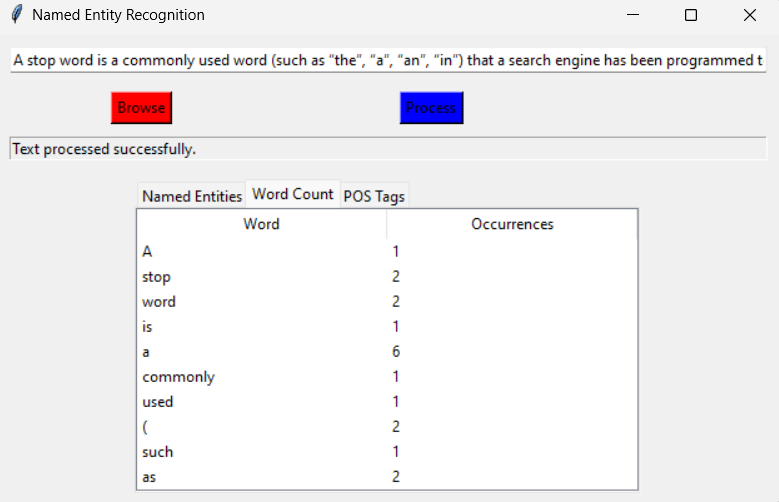 Named Entity Recognition
A stop word is a commonly used word (such as “the”, “a”, “an”, “in”) that a search engine has been programmed t
Browse Process
Text processed successfully.
Named Entities Word Count POS Tags
Word Occurrences
A 1
stop 2
word 2
is 1
a 6
commonly 1
used 1
( 2
such 1
as 2